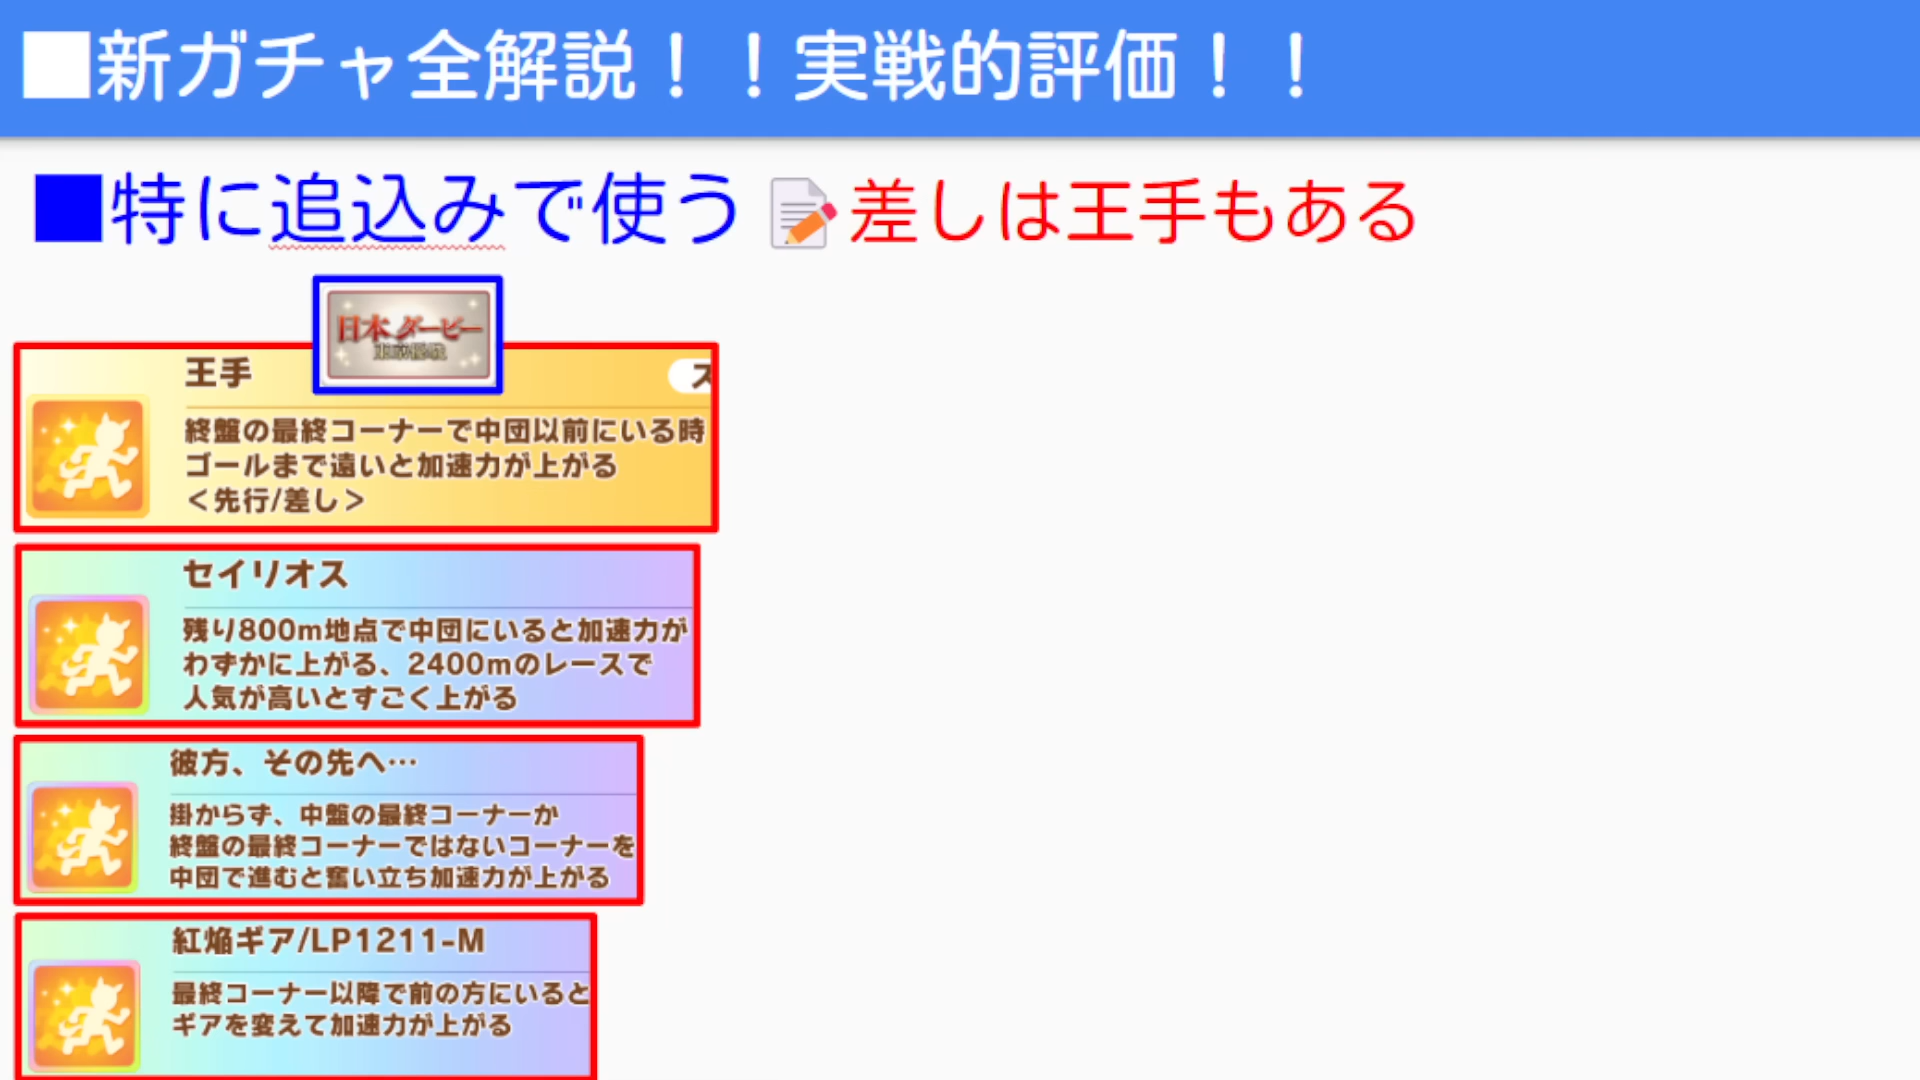 ■新ガチャ全解説！！実戦的評価！！
■特に追込みで使う 📝差しは王手もある
日本ダービー
東京優駿
王手
ス
終盤の最終コーナーで中団以前にいる時
ゴールまで遠いと加速力が上がる
＜先行/差し＞
セイリオス
残り800m地点で中団にいると加速力が
わずかに上がる、2400mのレースで
人気が高いとすごく上がる
彼方、その先へ…
掛からず、中盤の最終コーナーか
終盤の最終コーナーではないコーナーを
中団で進むと奮い立ち加速力が上がる
紅焔ギア/LP1211-M
最終コーナー以降で前の方にいると
ギアを変えて加速力が上がる